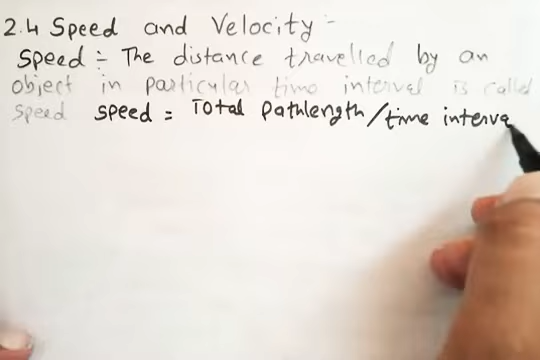 2.4 Speed and Velocity :-
Speed :- The distance travelled by an
object in particular time interval is called
Speed speed = Total Pathlength/time interva